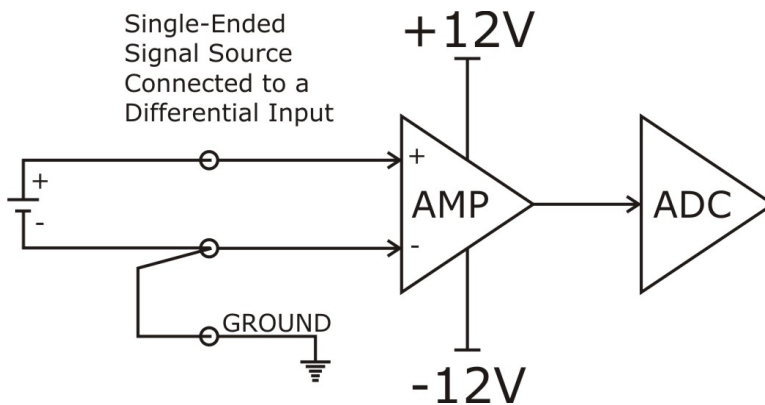 Single-Ended
Signal Source
Connected to a
Differential Input
+12V
+
-
+
-
AMP
ADC
GROUND
-12V